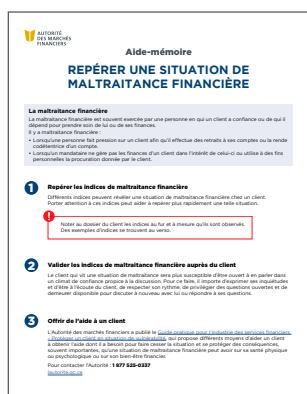 AUTORITÉ
DES MARCHÉS
FINANCIERS
Aide-mémoire
REPÉRER UNE SITUATION DE
MALTRAITANCE FINANCIÈRE
La maltraitance financière
La maltraitance financière est souvent exercée par une personne en qui un client a confiance ou de qui il
dépend pour prendre soin de lui ou de ses finances.
Il y a maltraitance financière :
• Lorsqu'une personne fait pression sur un client afin qu'il effectue des retraits à ses comptes ou la rende
codétentrice d'un compte.
• Lorsqu'un mandataire ne gère pas les finances d'un client dans l'intérêt de celui-ci ou utilise à des fins
personnelles la procuration donnée par le client.
1 Repérer les indices de maltraitance financière
Différents indices peuvent révéler une situation de maltraitance financière chez un client.
Porter attention à ces indices peut aider à repérer plus rapidement une telle situation.
!
Noter au dossier du client les indices au fur et à mesure qu'ils sont observés.
Des exemples d'indices se trouvent au verso.
2 Valider les indices de maltraitance financière auprès du client
Le client qui vit une situation de maltraitance sera plus susceptible d'être ouvert à en parler dans
un climat de confiance propice à la discussion. Pour ce faire, il importe d'exprimer ses inquiétudes
et d'être à l'écoute du client, de respecter son rythme, de privilégier des questions ouvertes et de
demeurer disponible pour discuter à nouveau avec lui ou répondre à ses questions.
3 Offrir de l'aide à un client
L'Autorité des marchés financiers a publié le Guide pratique pour l'industrie des services financiers
« Protéger un client en situation de vulnérabilité, qui propose différents moyens d'aider un client
à obtenir l'aide dont il a besoin pour faire cesser la situation et se protéger des conséquences,
souvent importantes, qu'une situation de maltraitance financière peut avoir sur sa santé physique
ou psychologique ou sur son bien-être financier.
Pour contacter l'Autorité : 1 877 525-0337
lautorite.qc.ca